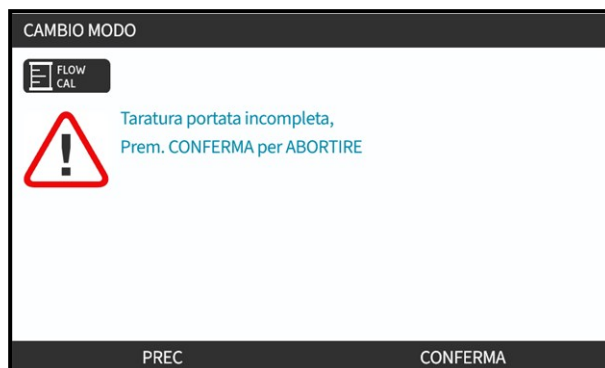 CAMBIO MODO
FLOW
CAL
Taratura portata incompleta,
Prem. CONFERMA per ABORTIRE
PREC CONFERMA